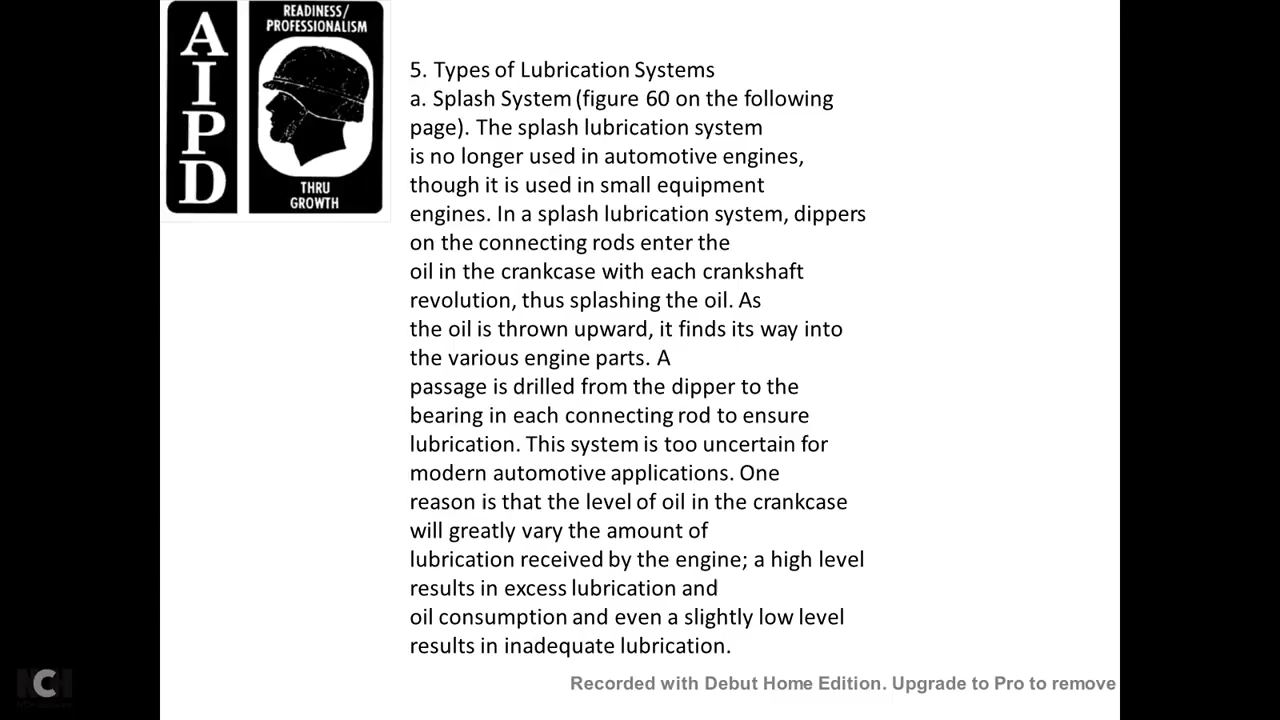 AIPD
READINESS/
PROFESSIONALISM
THRU
GROWTH
5. Types of Lubrication Systems
a. Splash System (figure 60 on the following
page). The splash lubrication system
is no longer used in automotive engines,
though it is used in small equipment
engines. In a splash lubrication system, dippers
on the connecting rods enter the
oil in the crankcase with each crankshaft
revolution, thus splashing the oil. As
the oil is thrown upward, it finds its way into
the various engine parts. A
passage is drilled from the dipper to the
bearing in each connecting rod to ensure
lubrication. This system is too uncertain for
modern automotive applications. One
reason is that the level of oil in the crankcase
will greatly vary the amount of
lubrication received by the engine; a high level
results in excess lubrication and
oil consumption and even a slightly low level
results in inadequate lubrication.
NCH
Recorded with Debut Home Edition. Upgrade to Pro to remove